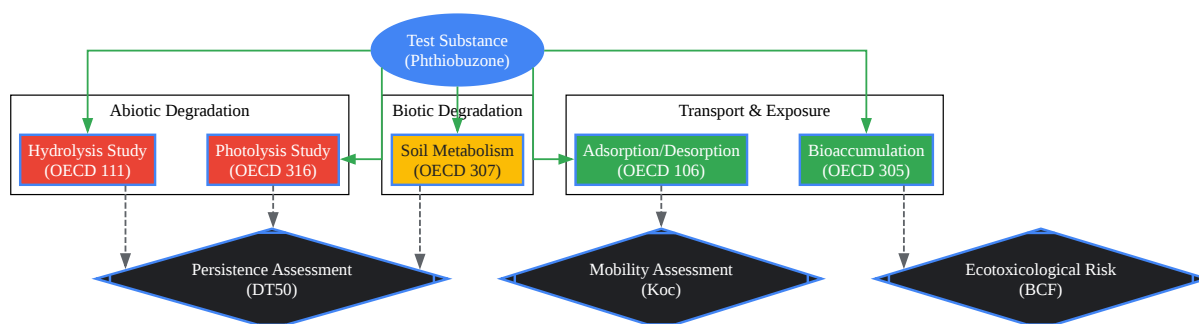 Test Substance
(Phthiobuzone)
Abiotic Degradation
Biotic Degradation
Transport & Exposure
Hydrolysis Study
(OECD 111)
Photolysis Study
(OECD 316)
Soil Metabolism
(OECD 307)
Adsorption/Desorption
(OECD 106)
Bioaccumulation
(OECD 305)
Persistence Assessment
(DT50)
Mobility Assessment
(Koc)
Ecotoxicological Risk
(BCF)